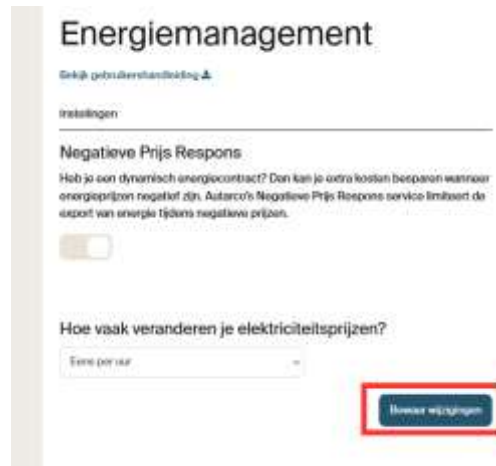 Energiemanagement
Bekijk gebruikershandleiding
Instellingen
Negatieve Prijs Respons
Heb je een dynamisch energiecontract? Dan kan je extra kosten besparen wanneer
energieprijzen negatief zijn. Autarco's Negatieve Prijs Respons service limiteert de
export van energie tijdens negatieve prijzen.
Hoe vaak veranderen je elektriciteitsprijzen?
Eens per uur
Bewaar wijzigingen